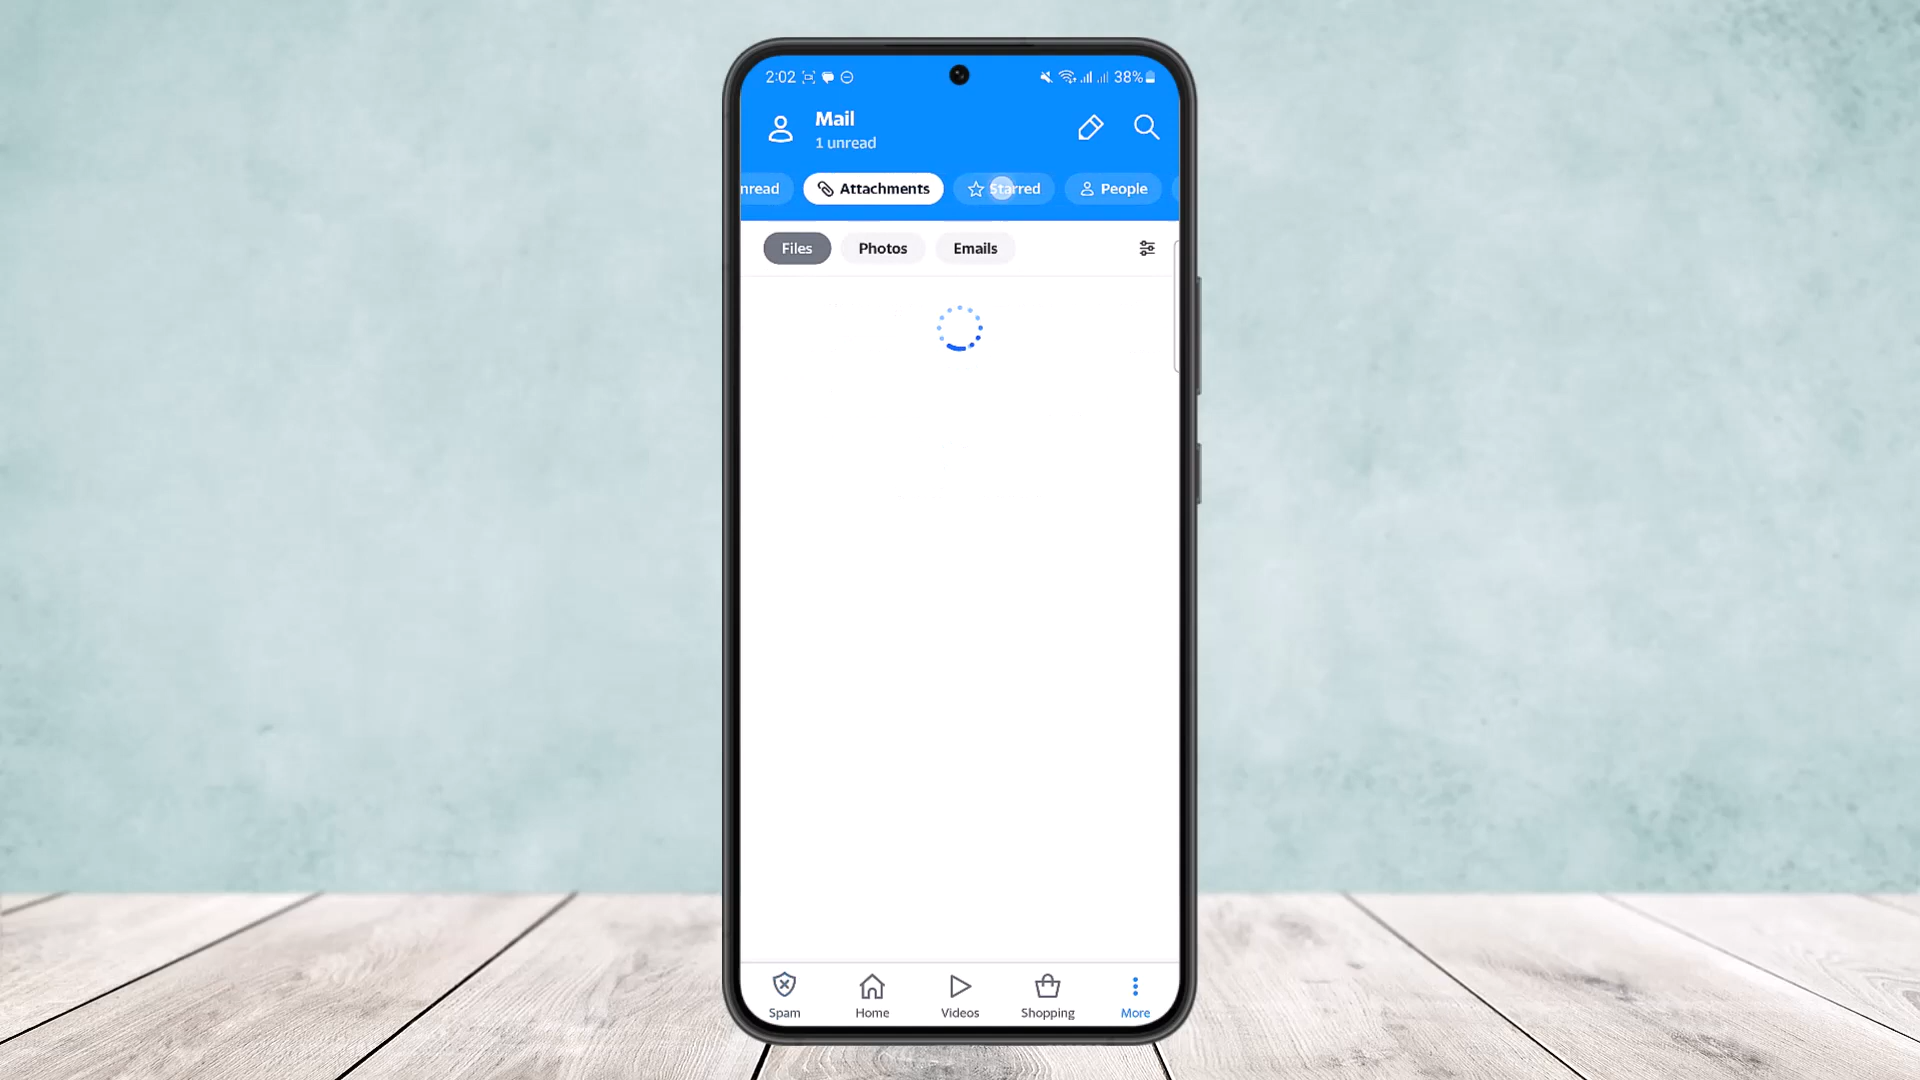 2:02 38%
Mail
1 unread
nread Attachments Starred People
Files Photos Emails
Spam Home Videos Shopping More